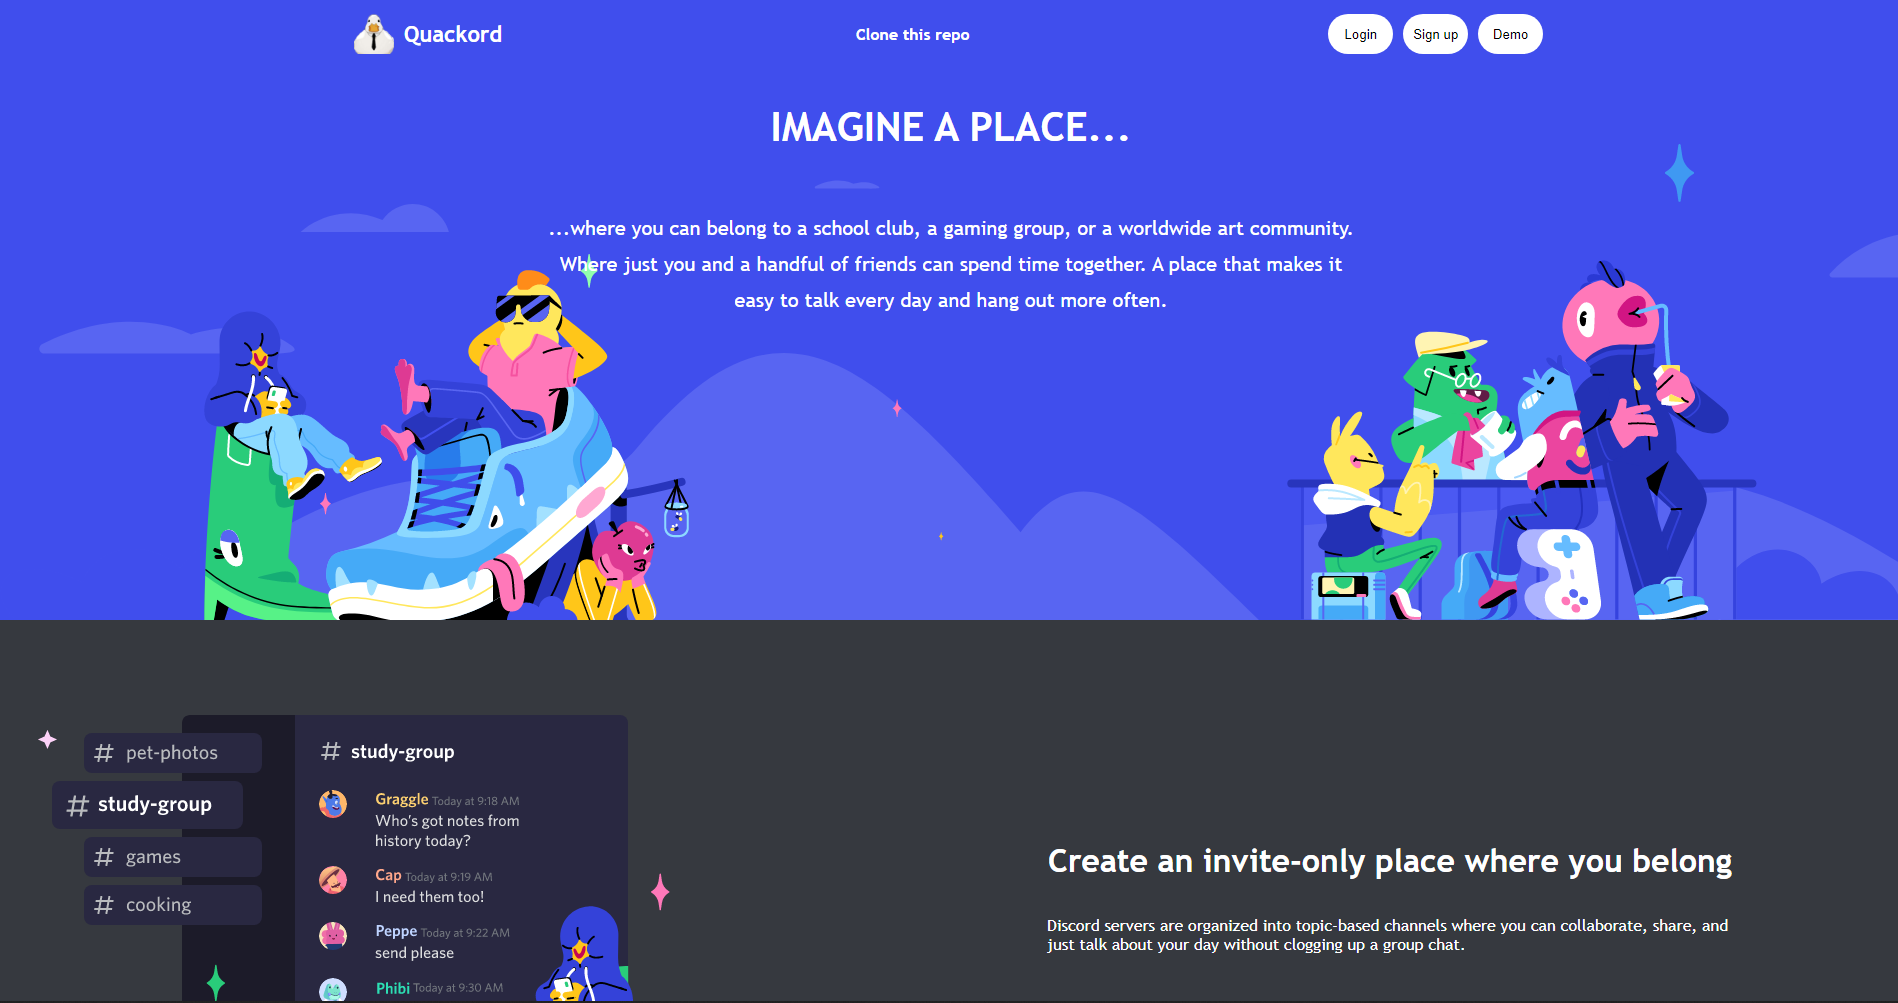 Quackord
Clone this repo
Login
Sign up
Demo
IMAGINE A PLACE...
...where you can belong to a school club, a gaming group, or a worldwide art community.
Where just you and a handful of friends can spend time together. A place that makes it
easy to talk every day and hang out more often.
# pet-photos
# study-group
# games
# cooking
# study-group
Graggle Today at 9:18 AM
Who's got notes from
history today?
Cap Today at 9:19 AM
I need them too!
Peppe Today at 9:22 AM
send please
Phibi Today at 9:30 AM
Create an invite-only place where you belong
Discord servers are organized into topic-based channels where you can collaborate, share, and
just talk about your day without clogging up a group chat.